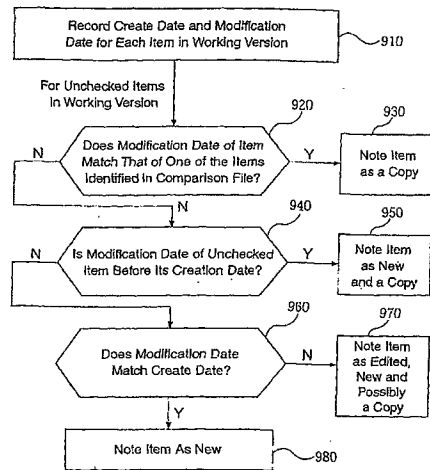 Record Create Date and Modification
Date for Each Item in Working Version
910
For Unchecked Items
In Working Version
920
Does Modification Date of Item
Match That of One of the Items
Identified in Comparison File?
N
Y
930
Note Item
as a Copy
N
940
Is Modification Date of Unchecked
Item Before Its Creation Date?
N
Y
950
Note Item
as New
and a Copy
960
Does Modification Date
Match Create Date?
N
970
Note Item
as Edited,
New and
Possibly
a Copy
Y
Note Item As New
980